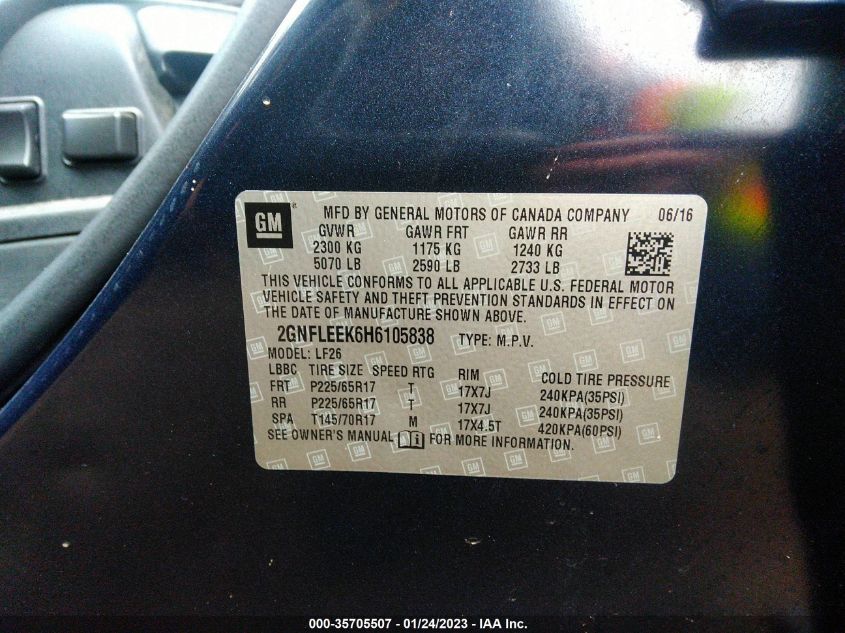 GM MFD BY GENERAL MOTORS OF CANADA COMPANY 06/16
GVWR GAWR FRT GAWR RR
2300 KG 1175 KG 1240 KG
5070 LB 2590 LB 2733 LB
THIS VEHICLE CONFORMS TO ALL APPLICABLE U.S. FEDERAL MOTOR
VEHICLE SAFETY AND THEFT PREVENTION STANDARDS IN EFFECT ON
THE DATE OF MANUFACTURE SHOWN ABOVE.
2GNFLEEK6H6105838 TYPE: M.P.V.
MODEL: LF26
LBBC TIRE SIZE SPEED RTG RIM COLD TIRE PRESSURE
FRT P225/65R17 T 17X7J 240KPA(35PSI)
RR P225/65R17 T 17X7J 240KPA(35PSI)
SPA T145/70R17 M 17X4.5T 420KPA(60PSI)
SEE OWNER'S MANUAL FOR MORE INFORMATION.
000-35705507 - 01/24/2023 - IAA Inc.